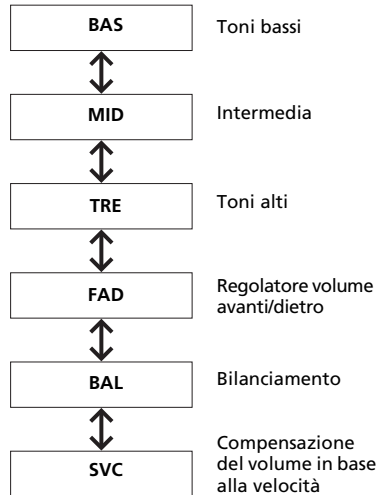 BAS
Toni bassi
MID
Intermedia
TRE
Toni alti
FAD
Regolatore volume
avanti/dietro
BAL
Bilanciamento
SVC
Compensazione
del volume in base
alla velocità